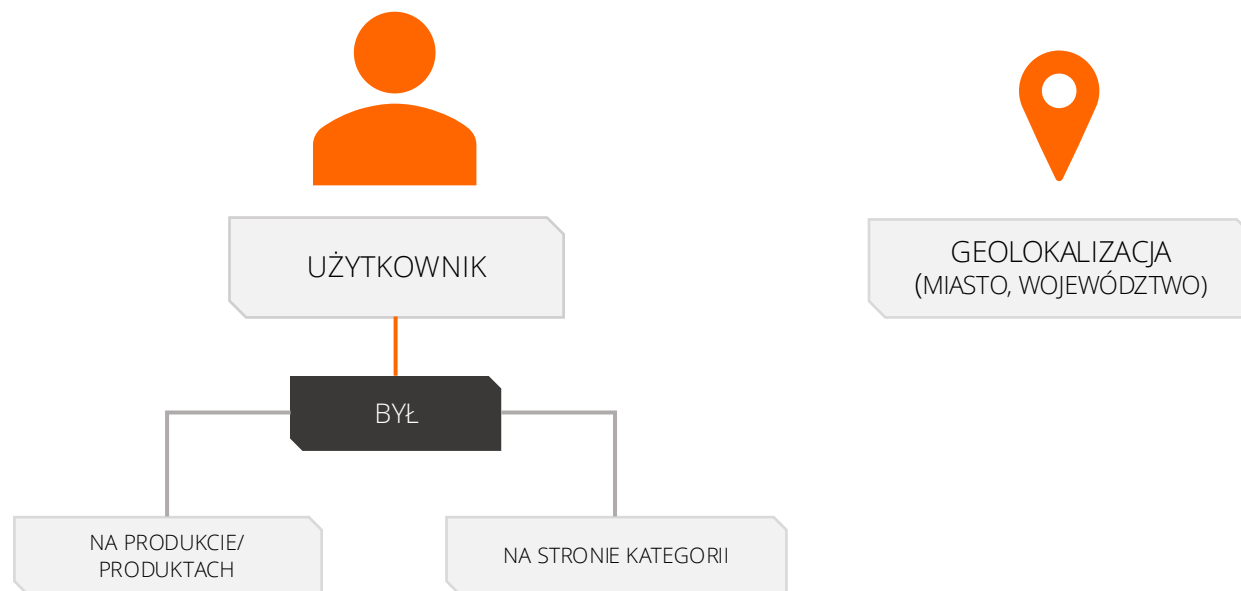 UŻYTKOWNIK
GEOLOKALIZACJA
(MIASTO, WOJEWÓDZTWO)
BYŁ
NA PRODUKCIE/
PRODUKTACH
NA STRONIE KATEGORII